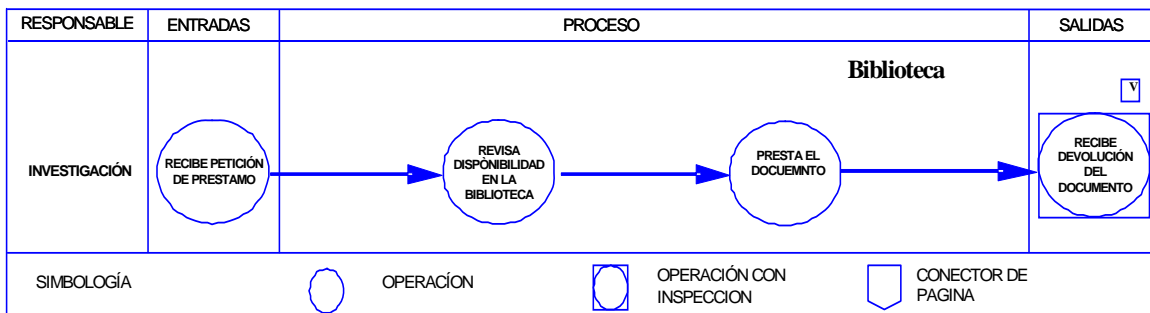 RESPONSABLE
ENTRADAS
PROCESO
SALIDAS
Biblioteca
V
INVESTIGACIÓN
RECIBE PETICIÓN
DE PRESTAMO
REVISA
DISPÒNIBILIDAD
EN LA
BIBLIOTECA
PRESTA EL
DOCUEMNTO
RECIBE
DEVOLUCIÓN
DEL
DOCUMENTO
SIMBOLOGÍA
OPERACÍON
OPERACIÓN CON
INSPECCION
CONECTOR DE
PAGINA